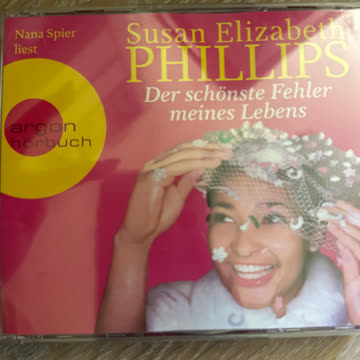 Nana Spier
liest
Susan Elizabeth
PHILLIPS
Der schönste Fehler
meines Lebens
argon
hörbuch